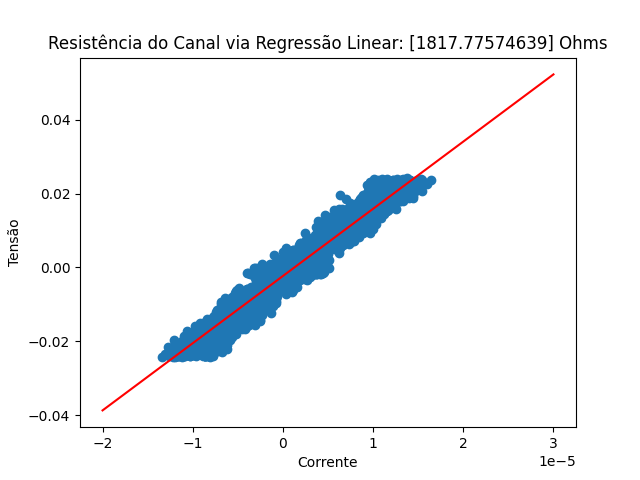 Resistência do Canal via Regressão Linear: [1817.77574639] Ohms
0.04
0.02
0.00
−0.02
−0.04
Tensão
−2
−1
0
1
2
3
1e−5
Corrente